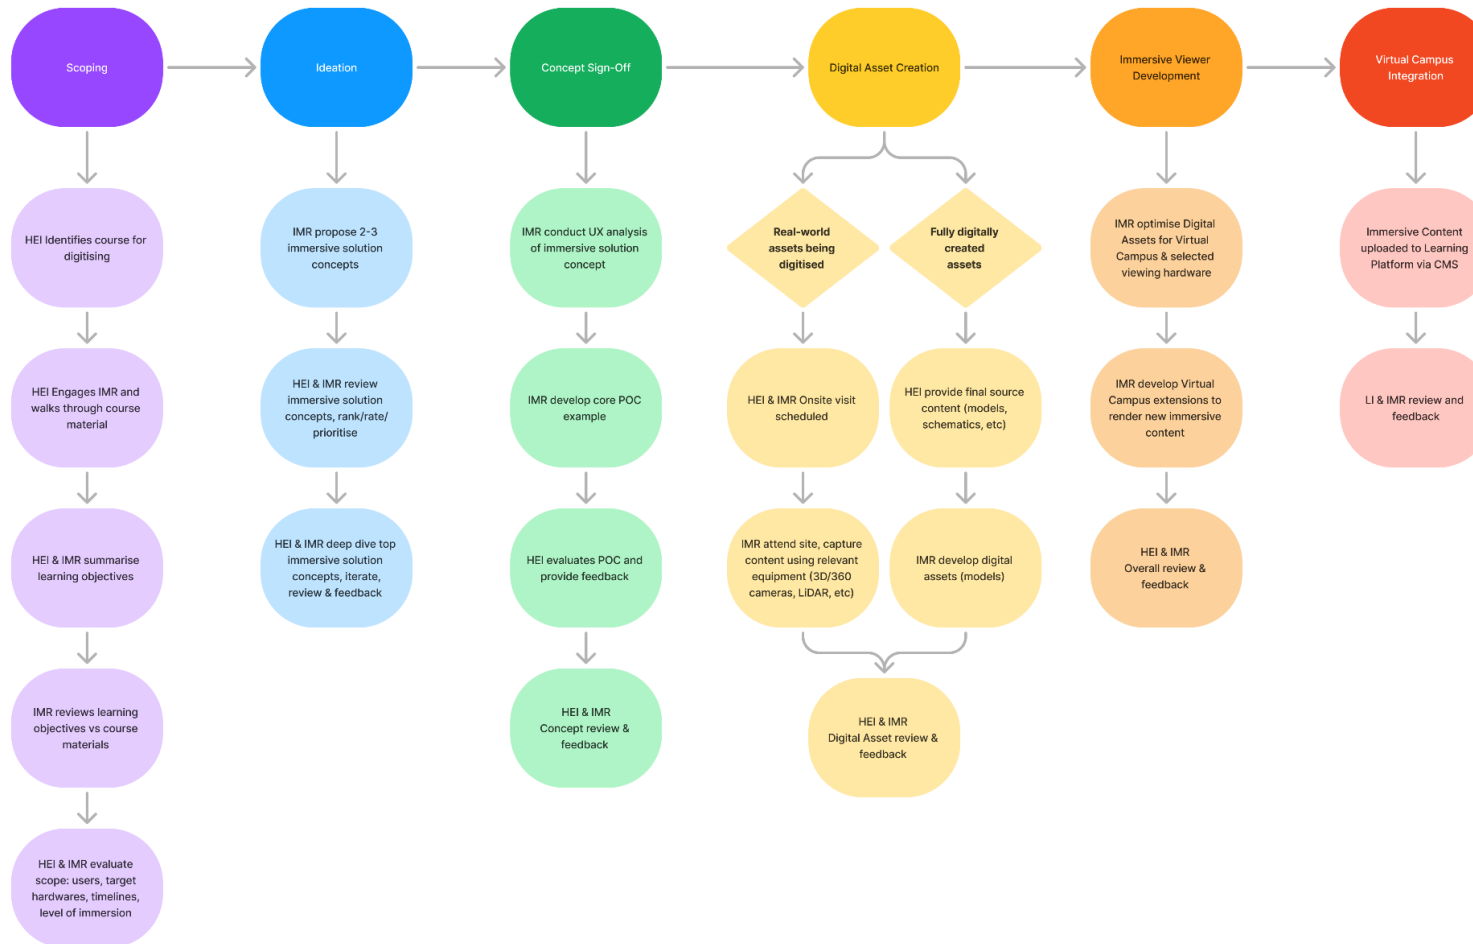 Scoping
Ideation
Concept Sign-Off
Digital Asset Creation
Immersive Viewer
Development
Virtual Campus
Integration
HEI Identifies course for
digitising
HEI Engages IMR and
walks through course
material
HEI & IMR summarise
learning objectives
IMR reviews learning
objectives vs course
materials
HEI & IMR evaluate
scope: users, target
hardwares, timelines,
level of immersion
IMR propose 2-3
immersive solution
concepts
HEI & IMR review
immersive solution
concepts, rank/rate/
prioritise
HEI & IMR deep dive top
immersive solution
concepts, iterate,
review & feedback
IMR conduct UX analysis
of immersive solution
concept
IMR develop core POC
example
HEI evaluates POC and
provide feedback
HEI & IMR
Concept review &
feedback
Real-world
assets being
digitised
HEI & IMR Onsite visit
scheduled
IMR attend site, capture
content using relevant
equipment (3D/360
cameras, LiDAR, etc)
Fully digitally
created
assets
HEI provide final source
content (models,
schematics, etc)
IMR develop digital
assets (models)
HEI & IMR
Digital Asset review &
feedback
IMR optimise Digital
Assets for Virtual
Campus & selected
viewing hardware
IMR develop Virtual
Campus extensions to
render new immersive
content
HEI & IMR
Overall review &
feedback
Immersive Content
uploaded to Learning
Platform via CMS
LI & IMR review and
feedback